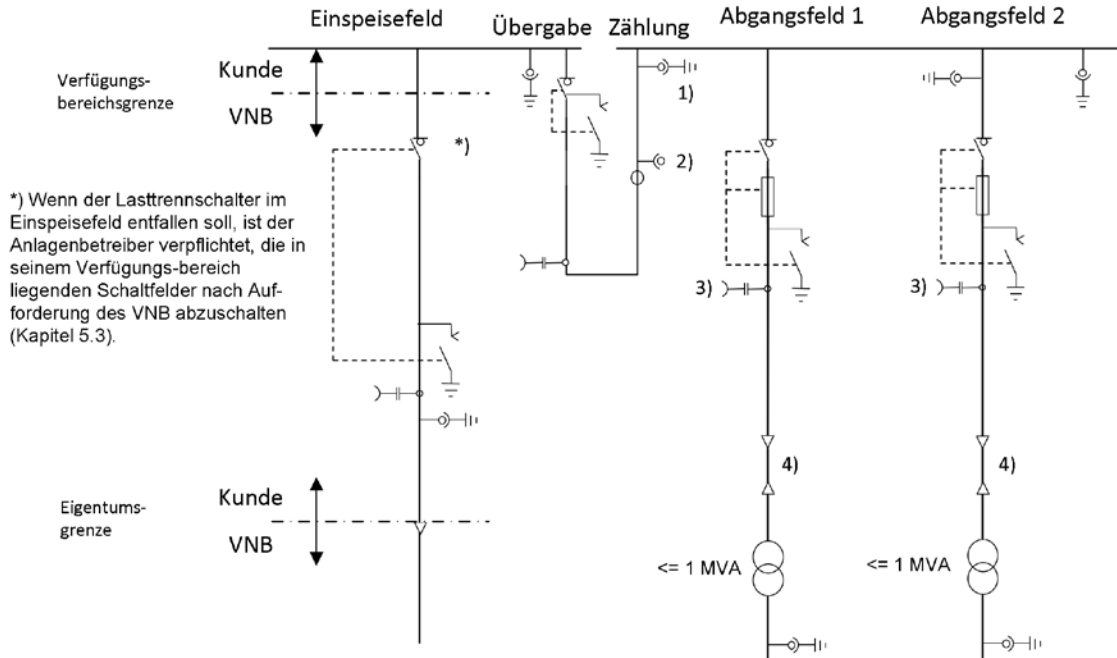 Einspeisefeld
Übergabe
Zählung
Abgangsfeld 1
Abgangsfeld 2
Verfügungs-
bereichsgrenze
Kunde
VNB
*)
1)
2)
*) Wenn der Lasttrennschalter im
Einspeisefeld entfallen soll, ist der
Anlagenbetreiber verpflichtet, die in
seinem Verfügungs-bereich
liegenden Schaltfelder nach Auf-
forderung des VNB abzuschalten
(Kapitel 5.3).
3)
3)
4)
4)
Eigentums-
grenze
Kunde
VNB
<= 1 MVA
<= 1 MVA